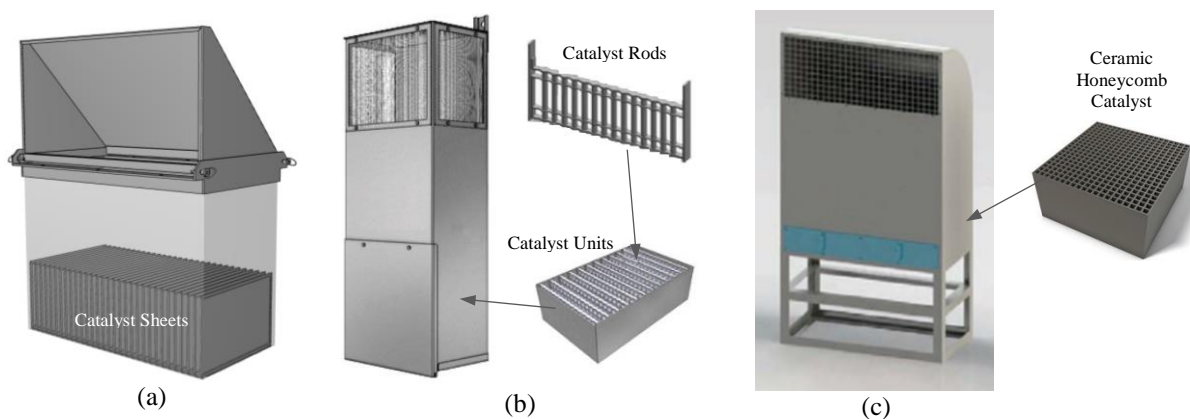 Catalyst Sheets
(a)
Catalyst Rods
Catalyst Units
(b)
Ceramic
Honeycomb
Catalyst
(c)